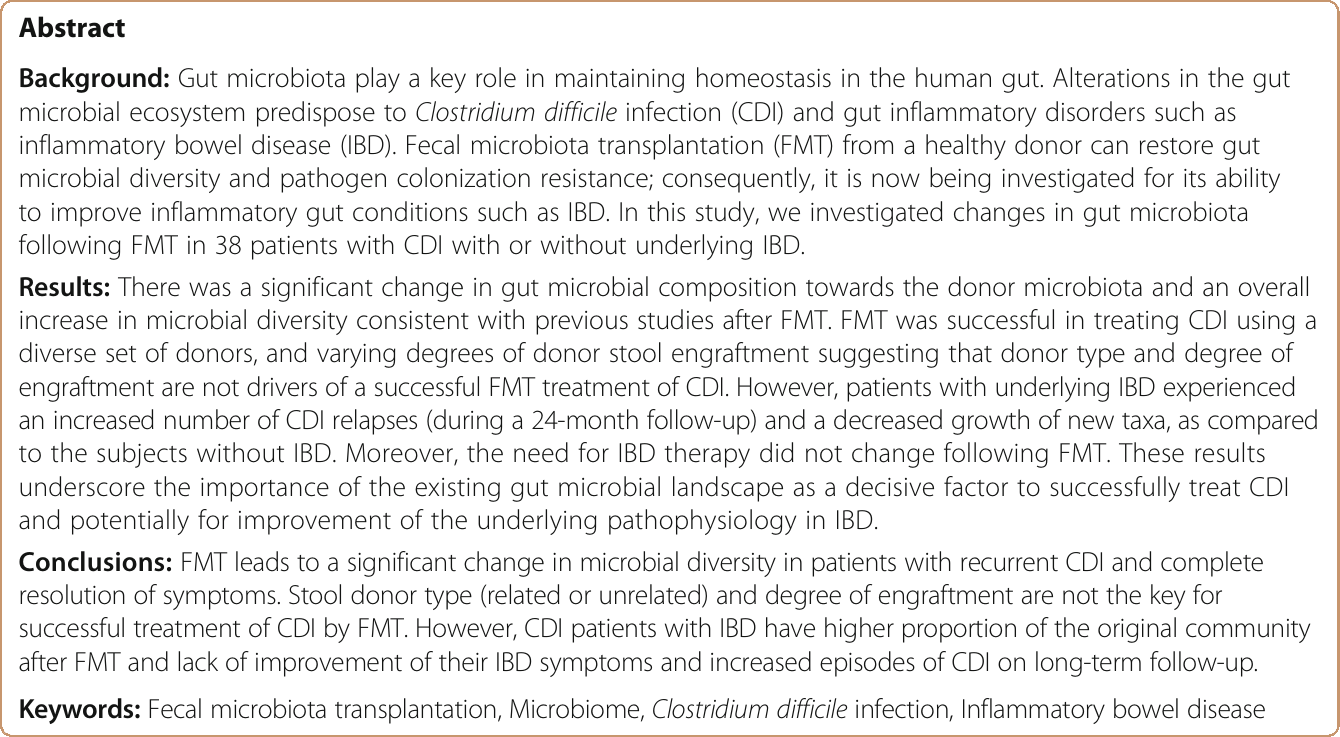 Abstract
Background: Gut microbiota play a key role in maintaining homeostasis in the human gut. Alterations in the gut
microbial ecosystem predispose to Clostridium difficile infection (CDI) and gut inflammatory disorders such as
inflammatory bowel disease (IBD). Fecal microbiota transplantation (FMT) from a healthy donor can restore gut
microbial diversity and pathogen colonization resistance; consequently, it is now being investigated for its ability
to improve inflammatory gut conditions such as IBD. In this study, we investigated changes in gut microbiota
following FMT in 38 patients with CDI with or without underlying IBD.
Results: There was a significant change in gut microbial composition towards the donor microbiota and an overall
increase in microbial diversity consistent with previous studies after FMT. FMT was successful in treating CDI using a
diverse set of donors, and varying degrees of donor stool engraftment suggesting that donor type and degree of
engraftment are not drivers of a successful FMT treatment of CDI. However, patients with underlying IBD experienced
an increased number of CDI relapses (during a 24-month follow-up) and a decreased growth of new taxa, as compared
to the subjects without IBD. Moreover, the need for IBD therapy did not change following FMT. These results
underscore the importance of the existing gut microbial landscape as a decisive factor to successfully treat CDI
and potentially for improvement of the underlying pathophysiology in IBD.
Conclusions: FMT leads to a significant change in microbial diversity in patients with recurrent CDI and complete
resolution of symptoms. Stool donor type (related or unrelated) and degree of engraftment are not the key for
successful treatment of CDI by FMT. However, CDI patients with IBD have higher proportion of the original community
after FMT and lack of improvement of their IBD symptoms and increased episodes of CDI on long-term follow-up.
Keywords: Fecal microbiota transplantation, Microbiome, Clostridium difficile infection, Inflammatory bowel disease